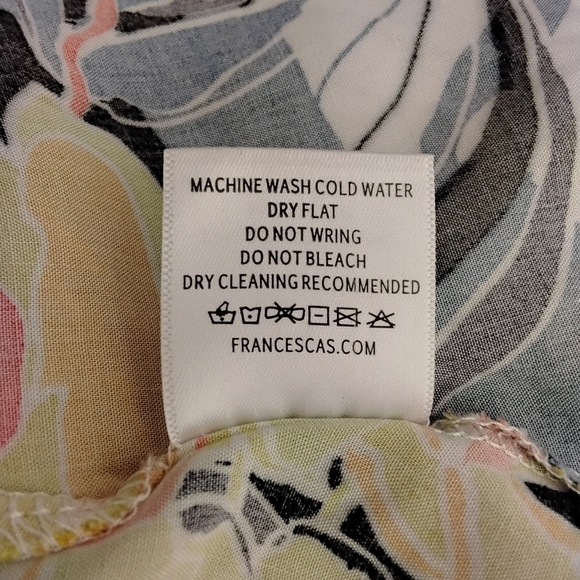 MACHINE WASH COLD WATER
DRY FLAT
DO NOT WRING
DO NOT BLEACH
DRY CLEANING RECOMMENDED
FRANCESCAS.COM